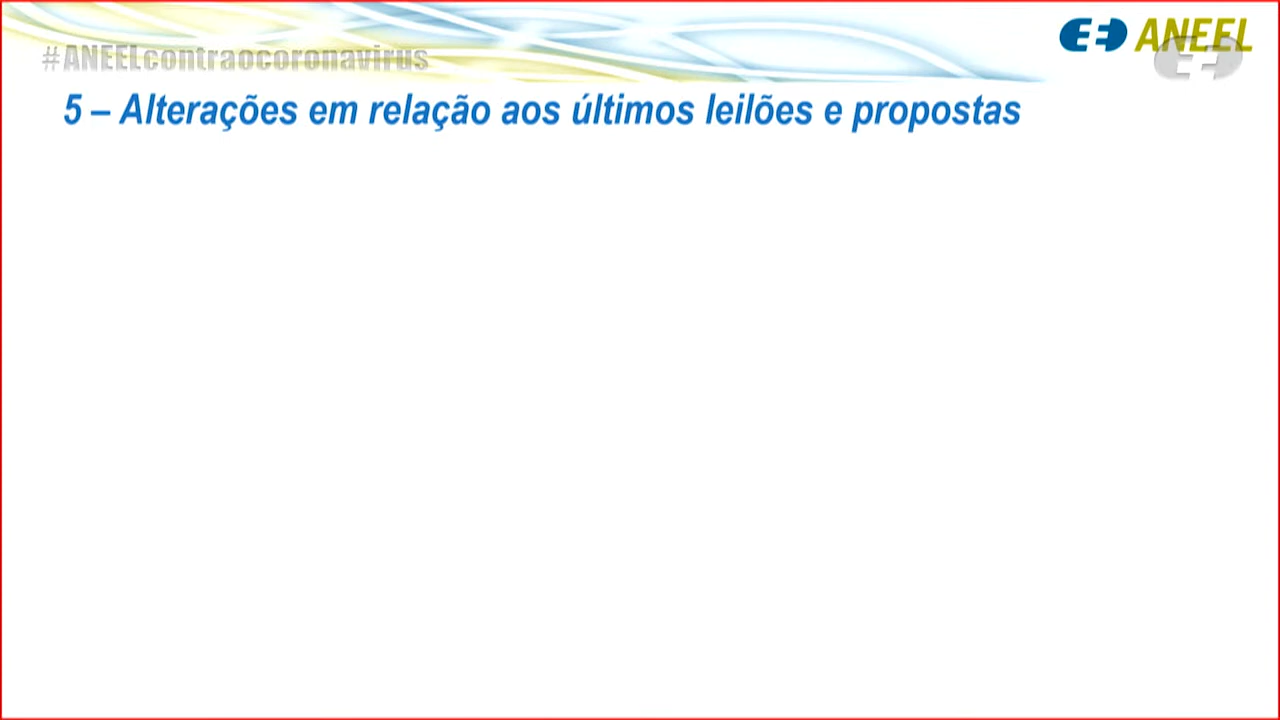 ANEEL
#ANEELcontraocoronavirus
5 – Alterações em relação aos últimos leilões e propostas